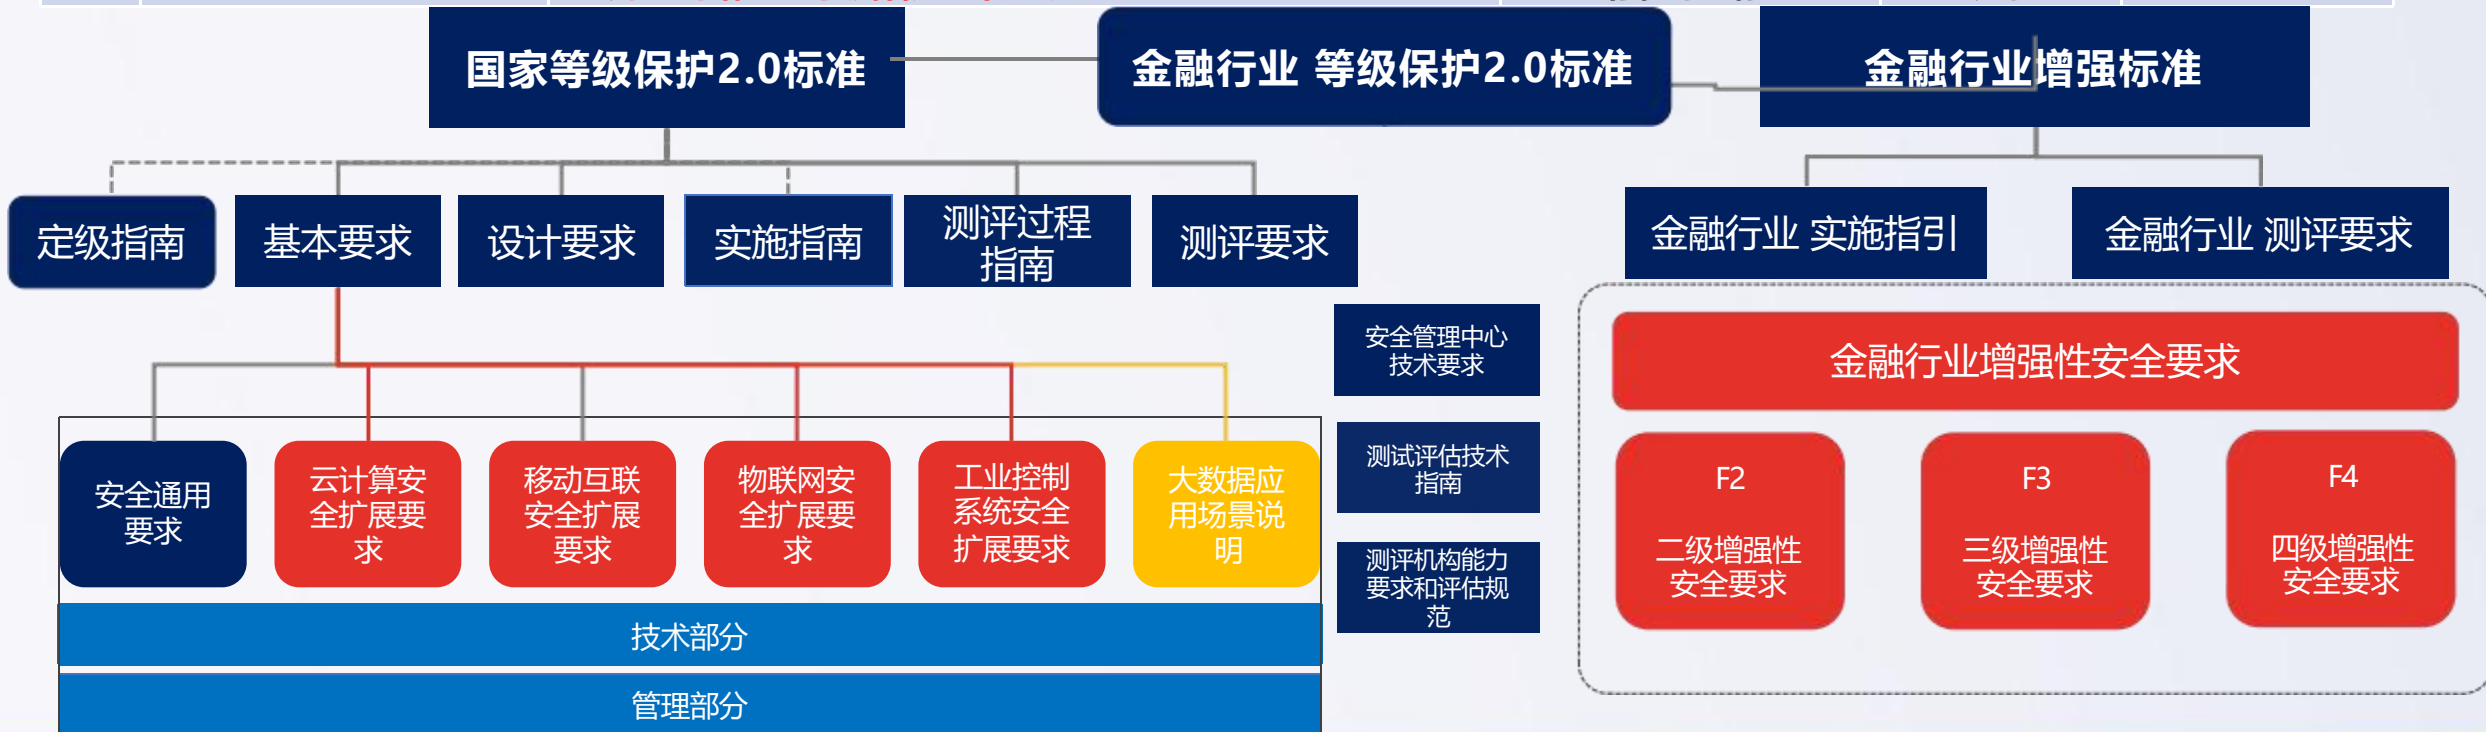 国家等级保护2.0标准
金融行业 等级保护2.0标准
金融行业增强标准
定级指南
基本要求
设计要求
实施指南
测评过程
指南
测评要求
金融行业 实施指引
金融行业 测评要求
安全管理中心
技术要求
测试评估技术
指南
测评机构能力
要求和评估规
范
金融行业增强性安全要求
F2
二级增强性
安全要求
F3
三级增强性
安全要求
F4
四级增强性
安全要求
安全通用
要求
云计算安
全扩展要
求
移动互联
安全扩展
要求
物联网安
全扩展要
求
工业控制
系统安全
扩展要求
大数据应
用场景说
明
技术部分
管理部分